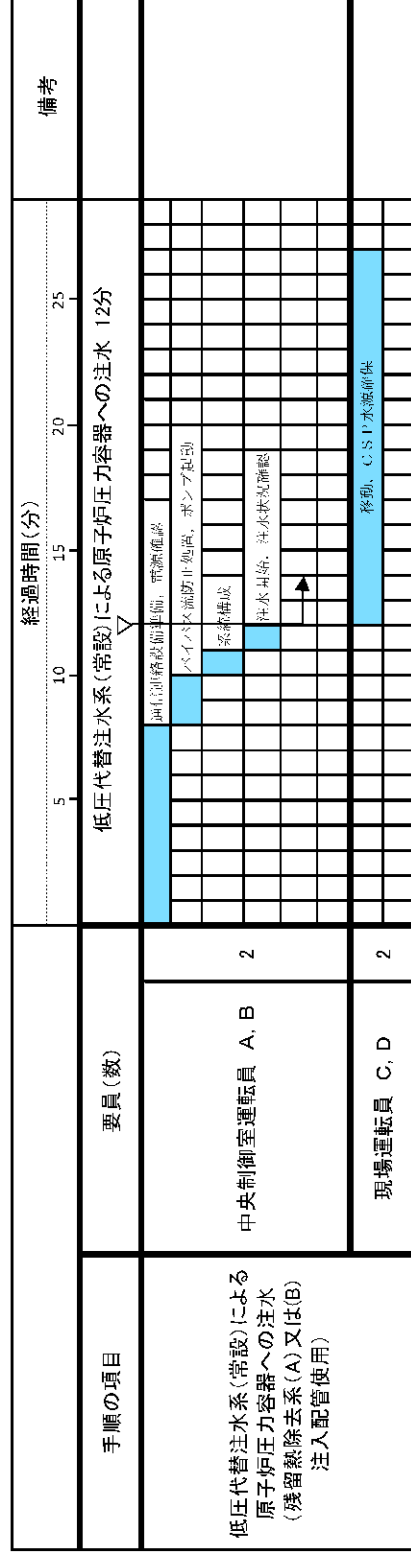 経過時間(分)
備考
5
10
15
20
25
手順の項目
要員(数)
低圧代替注水系(常設)による原子炉圧力容器への注水 12分
低圧代替注水系(常設)による
原子炉圧力容器への注水
(残留熱除去系(A)又は(B)
注入配管使用)
中央制御室運転員 A, B
2
通信連絡設備準備, 電源確認
バイパス流防止処置, ポンプ起動
系統構成
注水開始, 注水状況確認
現場運転員 C, D
2
移動, CSP水源確保